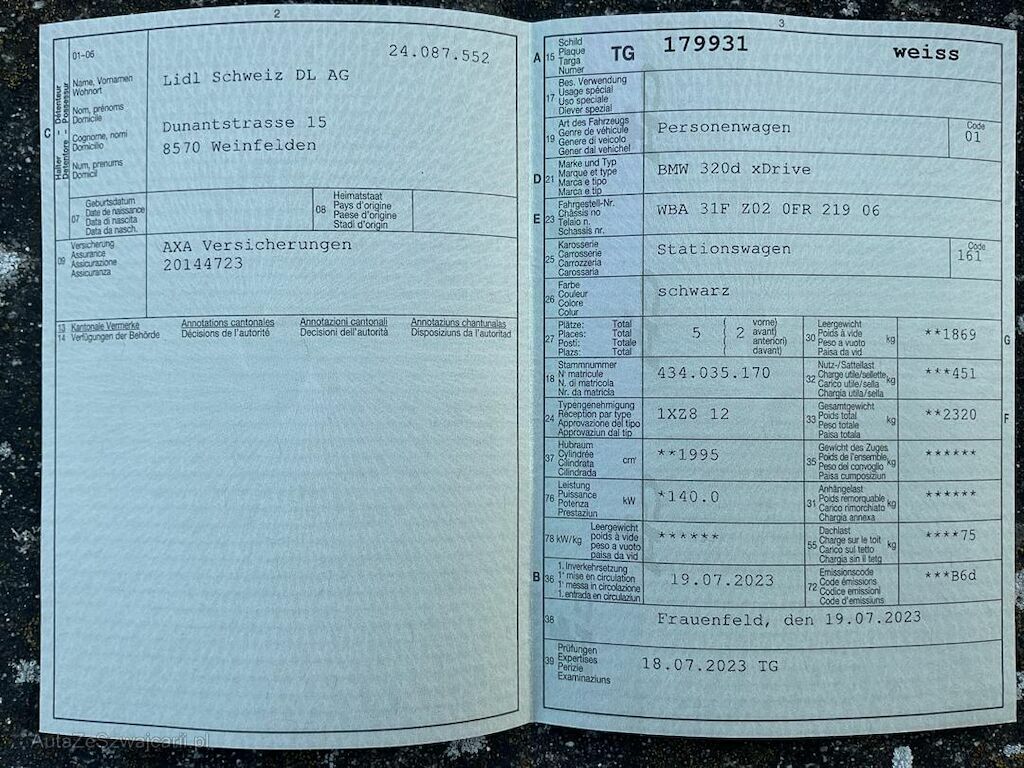 2
01-06
24.087.552
C
Halter - Détenteur
Detentore - Possessur
Name, Vornamen
Wohnort
Nom, prénoms
Domicile
Cognome, nomi
Domicilio
Num, prenums
Domicil
Lidl Schweiz DL AG
Dunantstrasse 15
8570 Weinfelden
07
Geburtsdatum
Date de naissance
Data di nascita
Data da nasch.
08
Heimatstaat
Pays d'origine
Paese d'origine
Stadi d'origin
09
Versicherung
Assurance
Assicurazione
Assicuranza
AXA Versicherungen
20144723
13 Kantonale Vermerke Annotations cantonales Annotazioni cantonali Annotaziuns chantunalas
14 Verfügungen der Behörde Décisions de l'autorité Decisioni dell'autorità Disposiziuns da l'autoritad
3
A 15
Schild
Plaque
Targa
Numer
TG 179931 weiss
17
Bes. Verwendung
Usage spécial
Uso speciale
Diever spezial
19
Art des Fahrzeugs
Genre de véhicule
Genere di veicolo
Gener dal vehichel
Personenwagen
Code
01
D 21
Marke und Typ
Marque et type
Marca e tipo
Marca e tip
BMW 320d xDrive
E 23
Fahrgestell-Nr.
Châssis no
Telaio n.
Schassis nr.
WBA 31F Z02 0FR 219 06
25
Karosserie
Carrosserie
Carrozzeria
Carossaria
Stationswagen
Code
161
26
Farbe
Couleur
Colore
Colur
schwarz
27
Plätze: Total
Places: Total
Posti: Totale
Plazs: Total
5
2
vorne)
avant)
anteriori)
davant)
30
Leergewicht
Poids à vide
Peso a vuoto
Paisa da vid
kg
**1869
G
18
Stammnummer
N° matricule
N. di matricola
Nr. da matricla
434.035.170
32
Nutz-/Sattellast
Charge utile/sellette
Carico utile/sella
Chargia utila/sella
kg
***451
24
Typengenehmigung
Réception par type
Approvazione del tipo
Approvaziun dal tip
1XZ8 12
33
Gesamtgewicht
Poids total
Peso totale
Paisa totala
kg
**2320
F
37
Hubraum
Cylindrée
Cilindrata
Cilindrada
cm³
**1995
35
Gewicht des Zuges
Poids de l'ensemble
Peso del convoglio
Paisa cumposiziun
kg
******
76
Leistung
Puissance
Potenza
Prestaziun
kW
*140.0
31
Anhängelast
Poids remorquable
Carico rimorchiato
Chargia annexa
kg
******
78 kW/kg
Leergewicht
poids à vide
peso a vuoto
paisa da vid
******
55
Dachlast
Charge sur le toit
Carico sul tetto
Chargia sin il tetg
kg
****75
B 36
1. Inverkehrsetzung
1re mise en circulation
1a messa in circolazione
1. entrada en circulaziun
19.07.2023
72
Emissionscode
Code émissions
Codice emissioni
Code d'emissiuns
***B6d
38
Frauenfeld, den 19.07.2023
39
Prüfungen
Expertises
Perizie
Examinaziuns
18.07.2023 TG
AutaZeSzwajcarii.pl